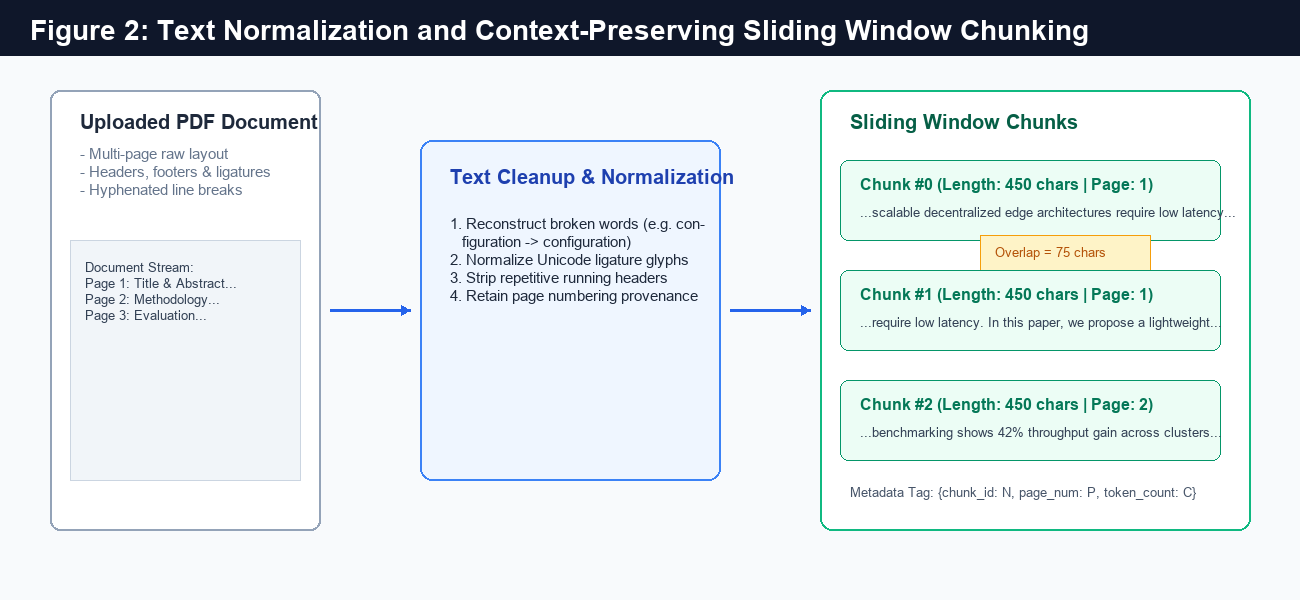 Figure 2: Text Normalization and Context-Preserving Sliding Window Chunking
Uploaded PDF Document
- Multi-page raw layout
- Headers, footers & ligatures
- Hyphenated line breaks
Document Stream:
Page 1: Title & Abstract...
Page 2: Methodology...
Page 3: Evaluation...
Text Cleanup & Normalization
1. Reconstruct broken words (e.g. con-
figuration -> configuration)
2. Normalize Unicode ligature glyphs
3. Strip repetitive running headers
4. Retain page numbering provenance
Sliding Window Chunks
Chunk #0 (Length: 450 chars | Page: 1)
...scalable decentralized edge architectures require low latency...
Overlap = 75 chars
Chunk #1 (Length: 450 chars | Page: 1)
...require low latency. In this paper, we propose a lightweight...
Chunk #2 (Length: 450 chars | Page: 2)
...benchmarking shows 42% throughput gain across clusters...
Metadata Tag: {chunk_id: N, page_num: P, token_count: C}